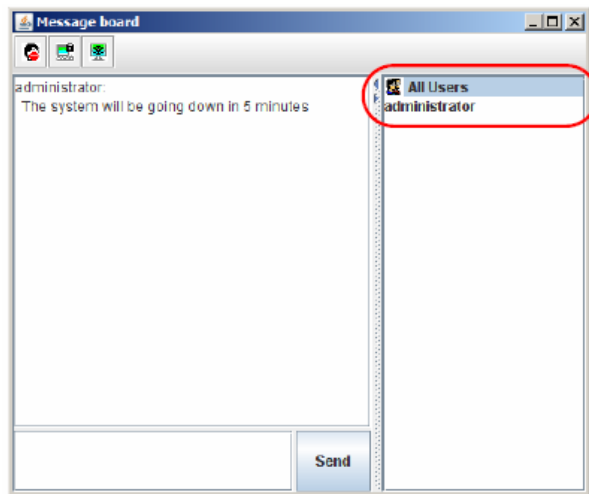 Message board
administrator:
The system will be going down in 5 minutes
All Users
administrator
Send